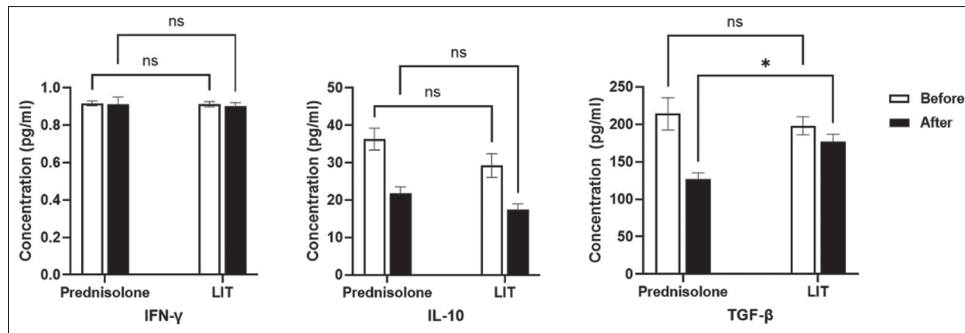 ns
ns
Concentration (pg/ml)
1.0
0.8
0.6
0.4
0.2
0.0
Prednisolone LIT
IFN-γ
ns
ns
Concentration (pg/ml)
50
40
30
20
10
0
Prednisolone LIT
IL-10
ns
*
Concentration (pg/ml)
250
200
150
100
50
0
Prednisolone LIT
TGF-β
Before
After